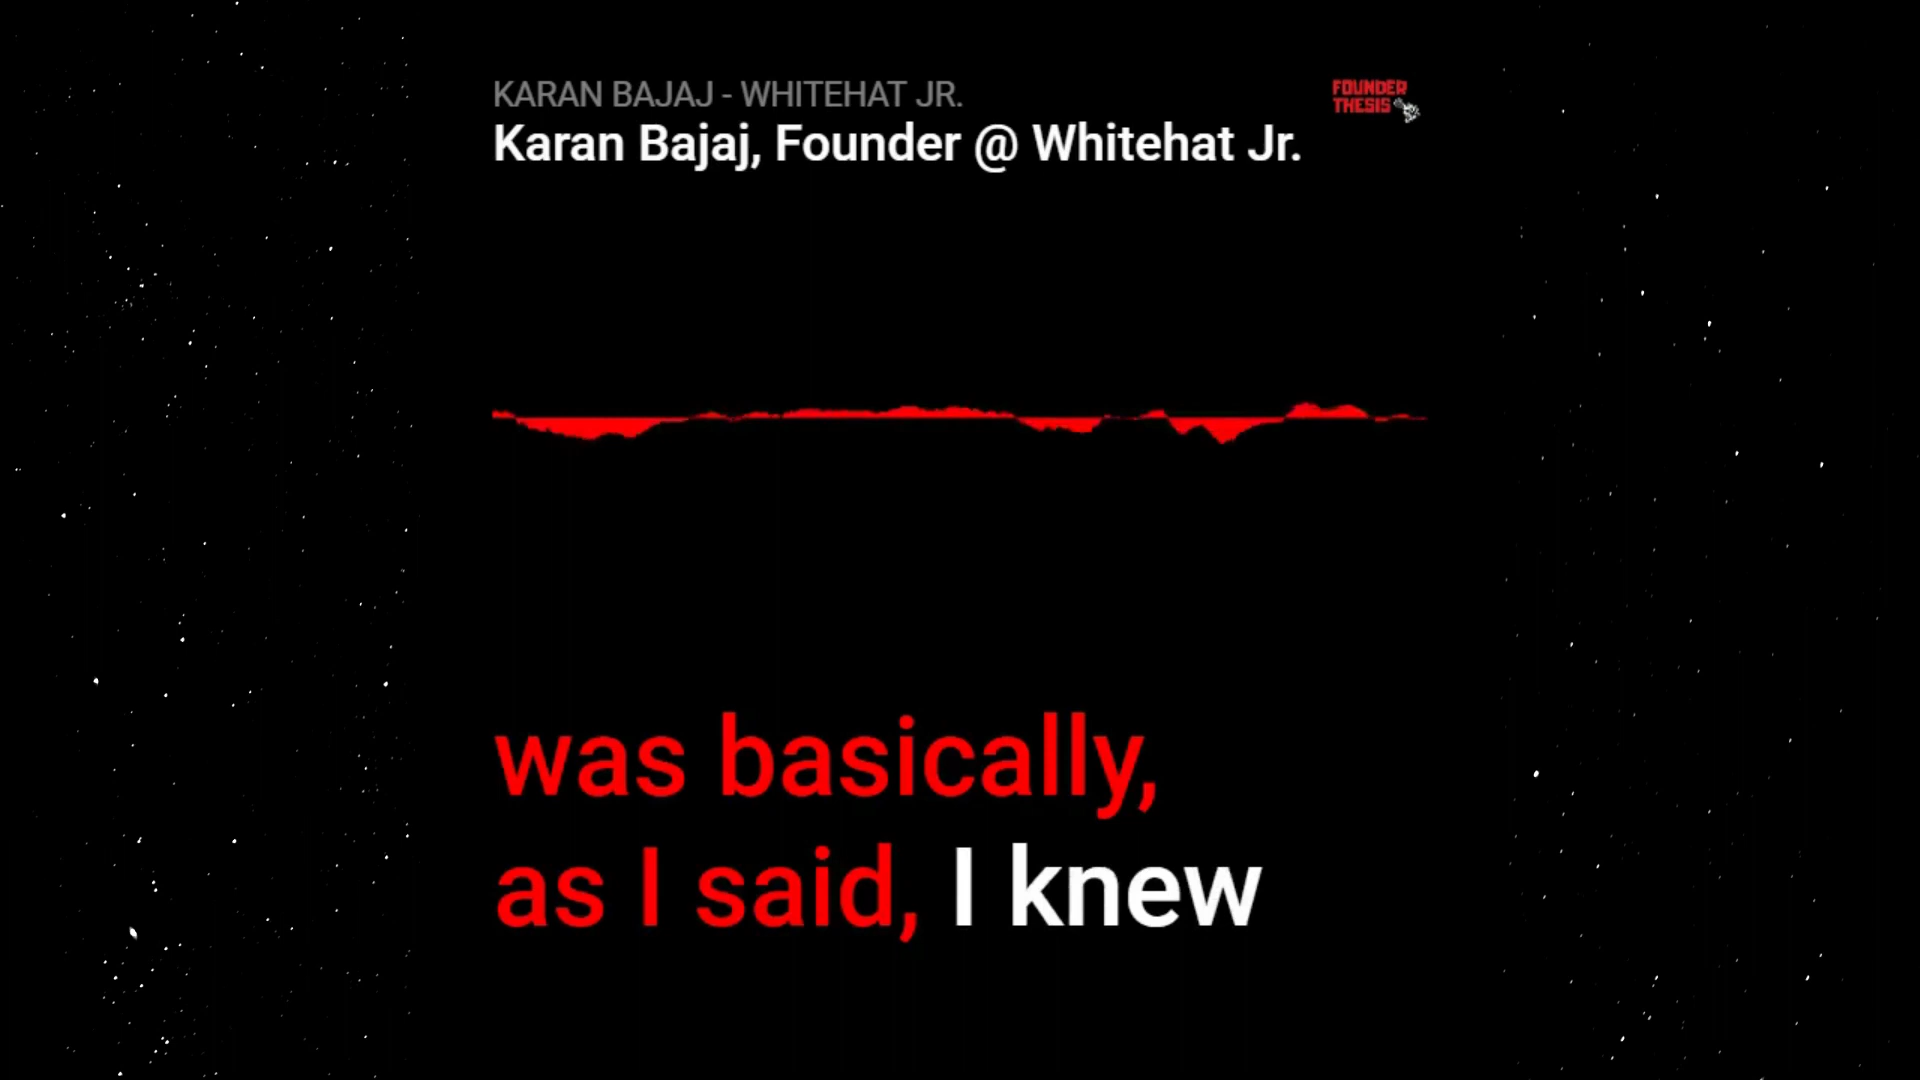 KARAN BAJAJ - WHITEHAT JR.
Karan Bajaj, Founder @ Whitehat Jr.
FOUNDER
THESIS
was basically,
as I said, I knew